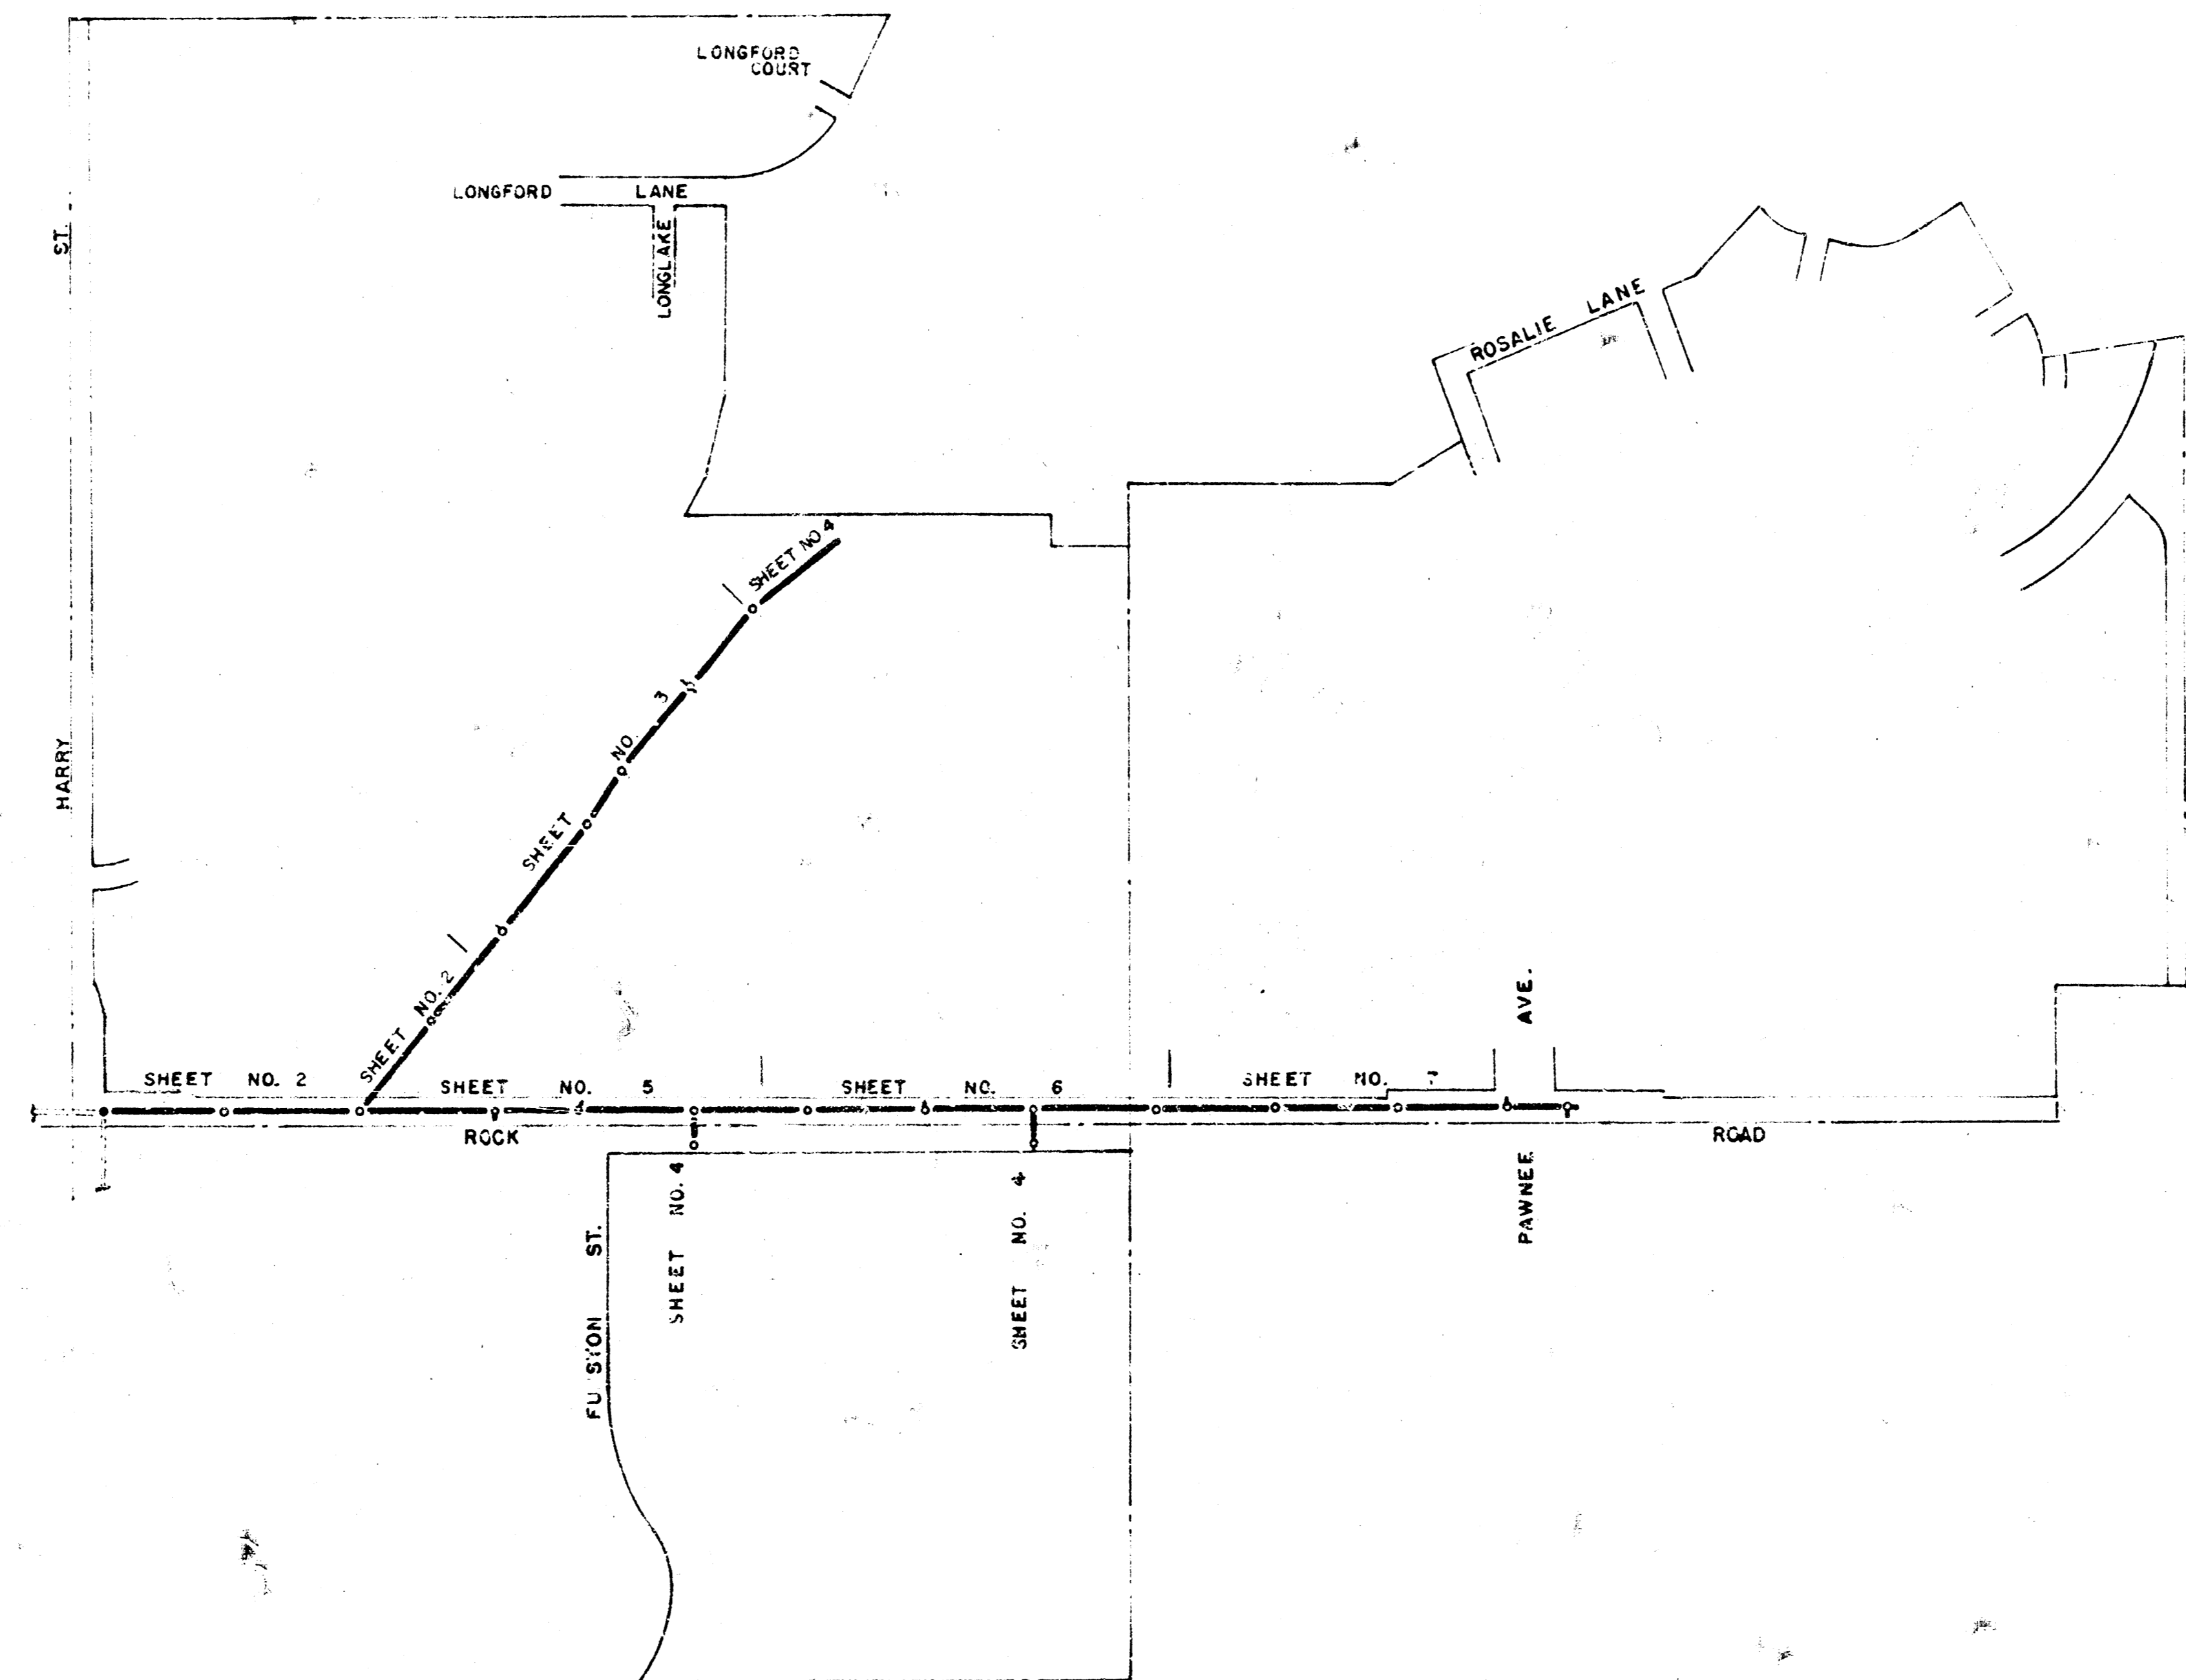 LONGFORD
COURT
LONGFORD LANE
LONGLAKE
HARRY ST.
ROSALIE LANE
SHEET NO 4
SHEET NO. 3
SHEET NO. 2
SHEET NO. 2
SHEET NO. 5
SHEET NO. 6
SHEET NO. 7
ROCK ROAD
PAWNEE AVE.
FU STON ST.
SHEET NO. 4
SHEET NO. 4